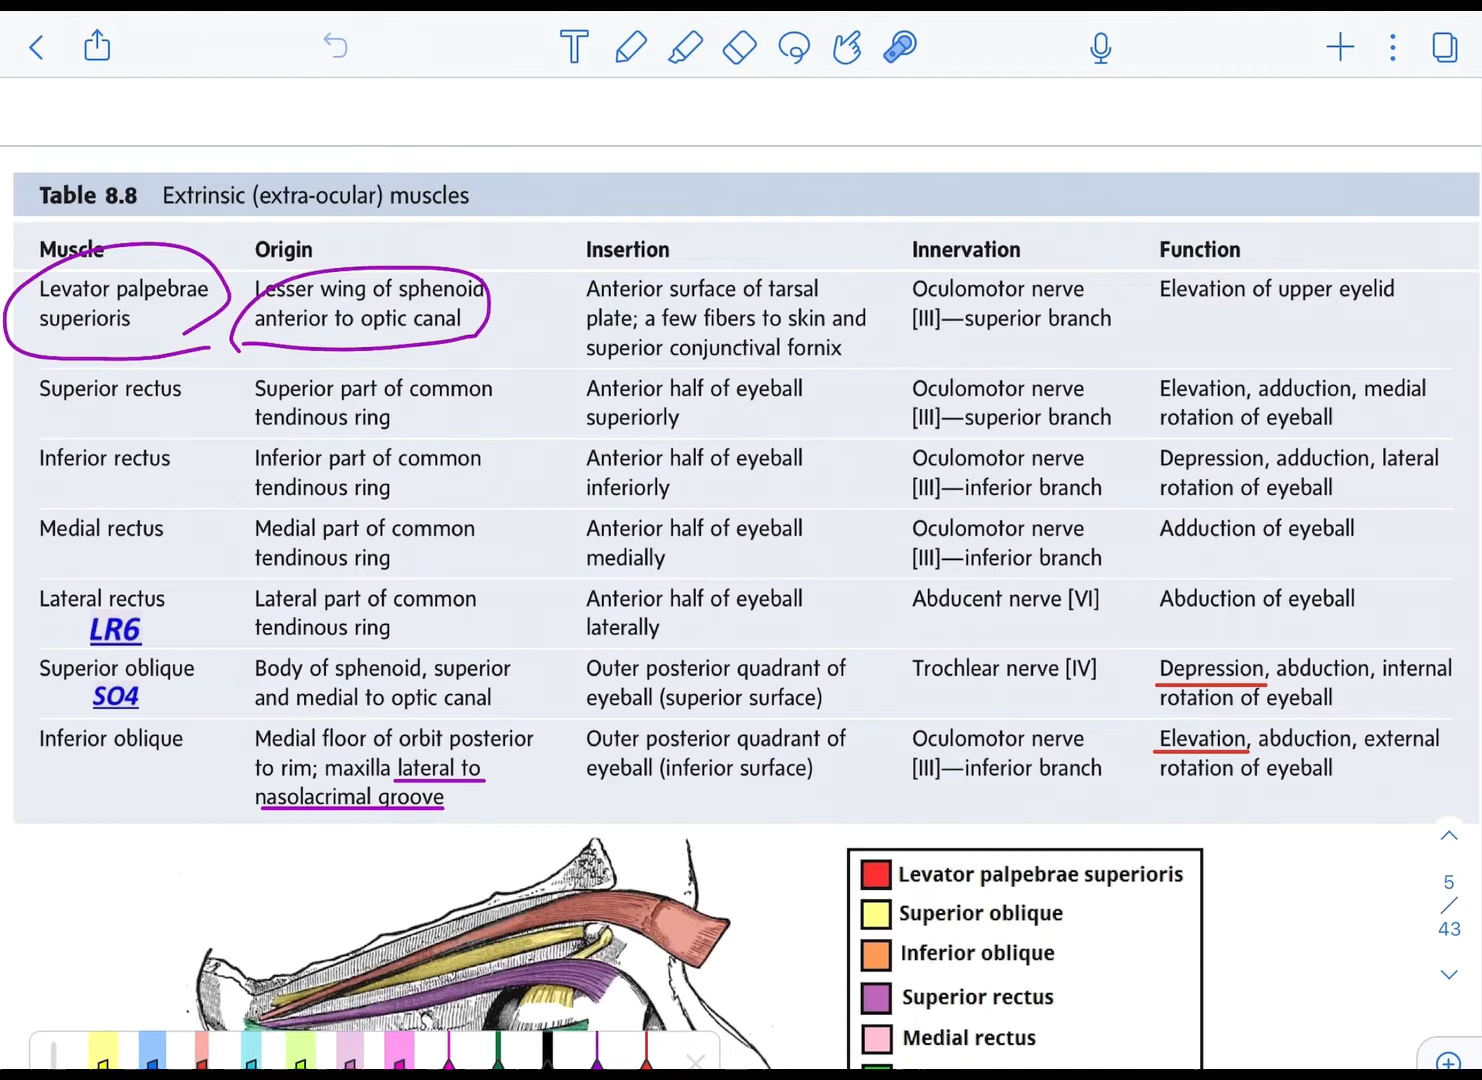 Table 8.8 Extrinsic (extra-ocular) muscles
Muscle Origin Insertion Innervation Function
Levator palpebrae superioris Lesser wing of sphenoid anterior to optic canal Anterior surface of tarsal plate; a few fibers to skin and superior conjunctival fornix Oculomotor nerve [III]—superior branch Elevation of upper eyelid
Superior rectus Superior part of common tendinous ring Anterior half of eyeball superiorly Oculomotor nerve [III]—superior branch Elevation, adduction, medial rotation of eyeball
Inferior rectus Inferior part of common tendinous ring Anterior half of eyeball inferiorly Oculomotor nerve [III]—inferior branch Depression, adduction, lateral rotation of eyeball
Medial rectus Medial part of common tendinous ring Anterior half of eyeball medially Oculomotor nerve [III]—inferior branch Adduction of eyeball
Lateral rectus LR6 Lateral part of common tendinous ring Anterior half of eyeball laterally Abducent nerve [VI] Abduction of eyeball
Superior oblique SO4 Body of sphenoid, superior and medial to optic canal Outer posterior quadrant of eyeball (superior surface) Trochlear nerve [IV] Depression, abduction, internal rotation of eyeball
Inferior oblique Medial floor of orbit posterior to rim; maxilla lateral to nasolacrimal groove Outer posterior quadrant of eyeball (inferior surface) Oculomotor nerve [III]—inferior branch Elevation, abduction, external rotation of eyeball
Levator palpebrae superioris
Superior oblique
Inferior oblique
Superior rectus
Medial rectus
5
/
43